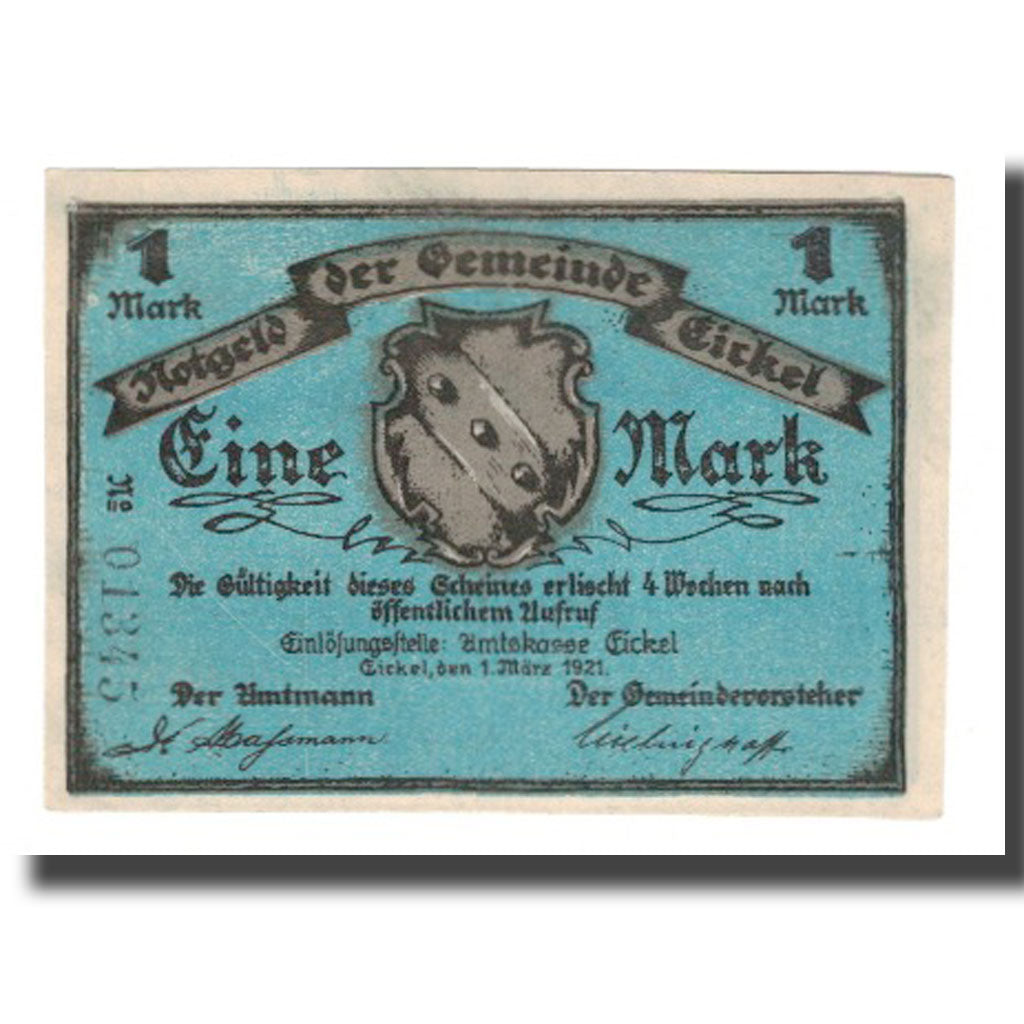 1
Mark
1
Mark
Notgeld der Gemeinde Eickel
Eine Mark
No 01343
Die Gültigkeit dieses Scheines erlischt 4 Wochen nach
öffentlichem Aufruf
Einlösungsstelle: Amtskasse Eickel
Eickel, den 1. März 1921.
Der Amtmann
Der Gemeindevorsteher